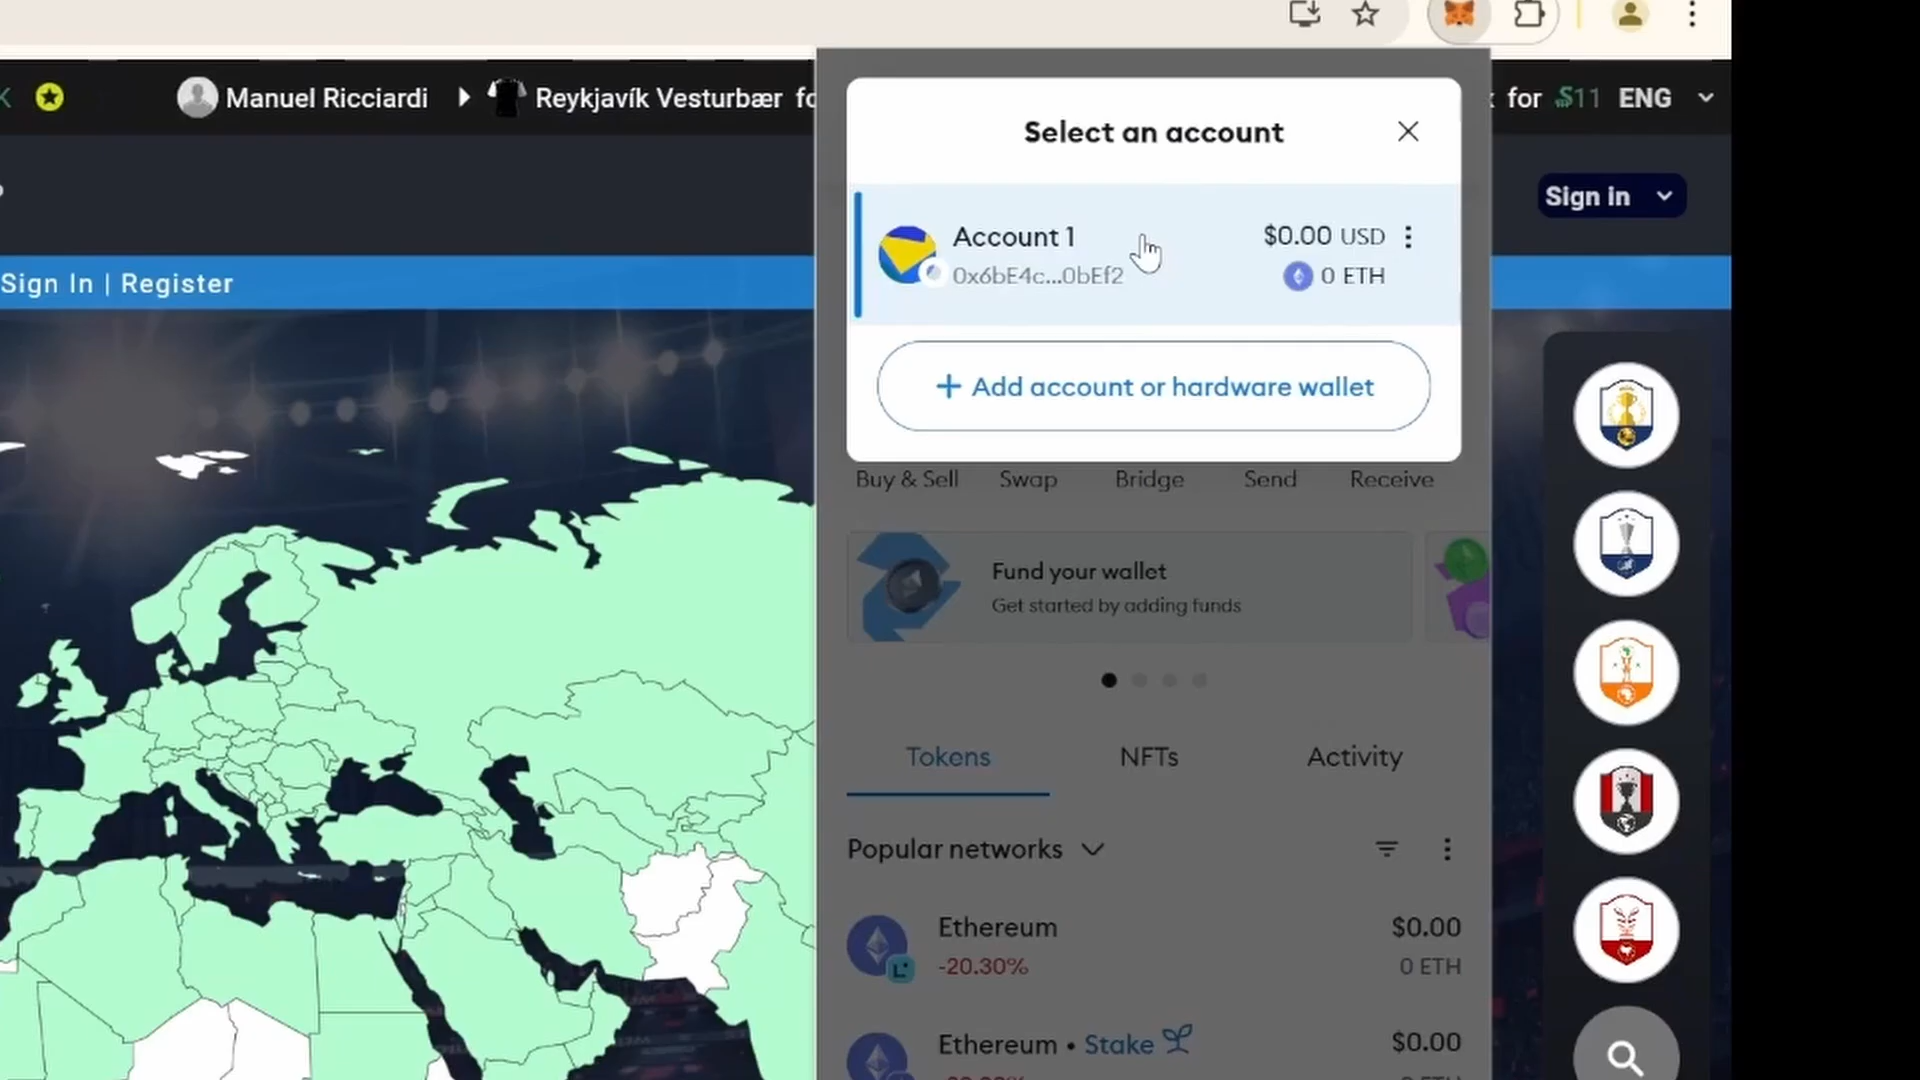 Manuel Ricciardi
Reykjavík Vesturbær
for $11 ENG
Select an account
Sign in
Account 1
$0.00 USD
0x6bE4c...0bEf2
0 ETH
Sign In | Register
+ Add account or hardware wallet
Buy & Sell
Swap
Bridge
Send
Receive
Fund your wallet
Get started by adding funds
Tokens
NFTs
Activity
Popular networks
Ethereum
$0.00
-20.30%
0 ETH
Ethereum • Stake
$0.00